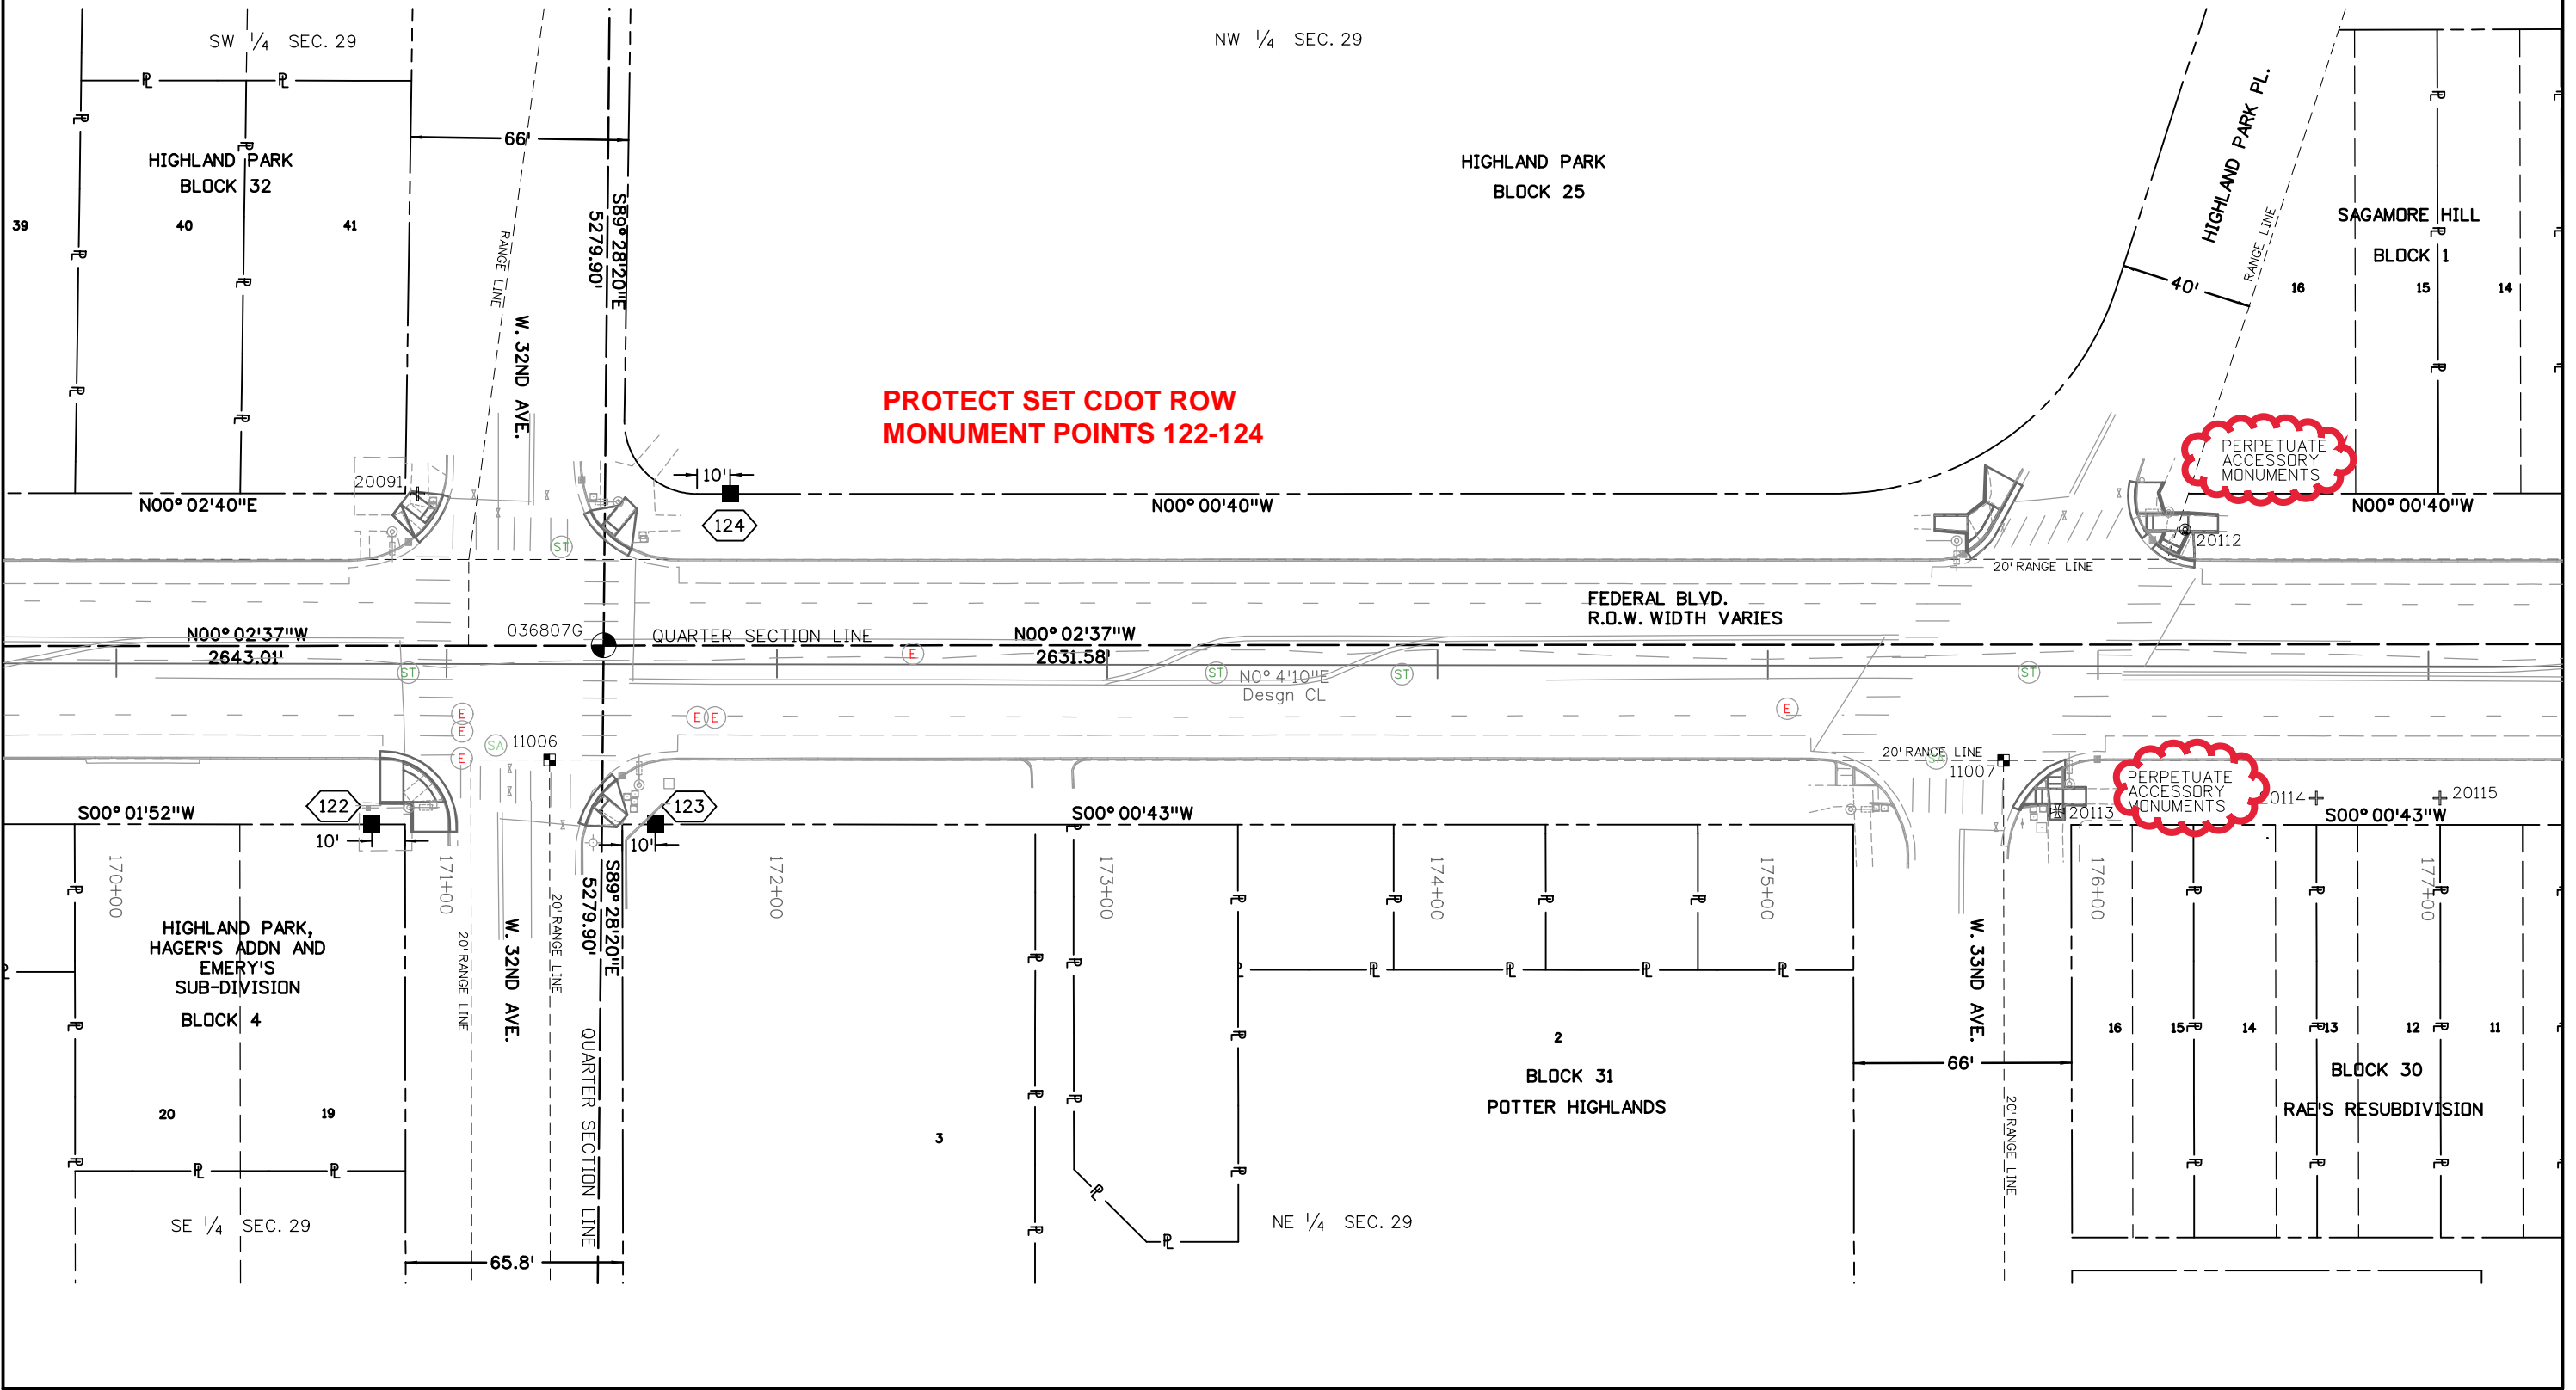 SW 1/4 SEC. 29
NW 1/4 SEC. 29
HIGHLAND PARK
BLOCK 32
39
40
41
66'
RANGE LINE
W. 32ND AVE.
S89°28'20"E
5279.90'
HIGHLAND PARK
BLOCK 25
HIGHLAND PARK PL.
RANGE LINE
40'
SAGAMORE HILL
BLOCK 1
16
15
14
PROTECT SET CDOT ROW
MONUMENT POINTS 122-124
PERPETUATE
ACCESSORY
MONUMENTS
20091
10'
124
N00°02'40"E
N00°00'40"W
N00°00'40"W
20112
20' RANGE LINE
ST
FEDERAL BLVD.
R.O.W. WIDTH VARIES
N00°02'37"W
2643.01'
036807G
QUARTER SECTION LINE
N00°02'37"W
2631.58'
E
ST
ST
ST
ST
N0°4'10"E
Desgn CL
E
E
E
E E
E
SA
11006
20' RANGE LINE
SA
11007
PERPETUATE
ACCESSORY
MONUMENTS
20113
20114
20115
122
123
S00°01'52"W
10'
10'
S00°00'43"W
S00°00'43"W
170+00
171+00
172+00
173+00
174+00
175+00
176+00
177+00
HIGHLAND PARK,
HAGER'S ADDN AND
EMERY'S
SUB-DIVISION
BLOCK 4
20
19
20' RANGE LINE
W. 32ND AVE.
20' RANGE LINE
S89°28'20"E
5279.90'
QUARTER SECTION LINE
65.8'
SE 1/4 SEC. 29
3
2
BLOCK 31
POTTER HIGHLANDS
NE 1/4 SEC. 29
W. 33ND AVE.
66'
20' RANGE LINE
16
15
14
13
12
11
BLOCK 30
RAE'S RESUBDIVISION